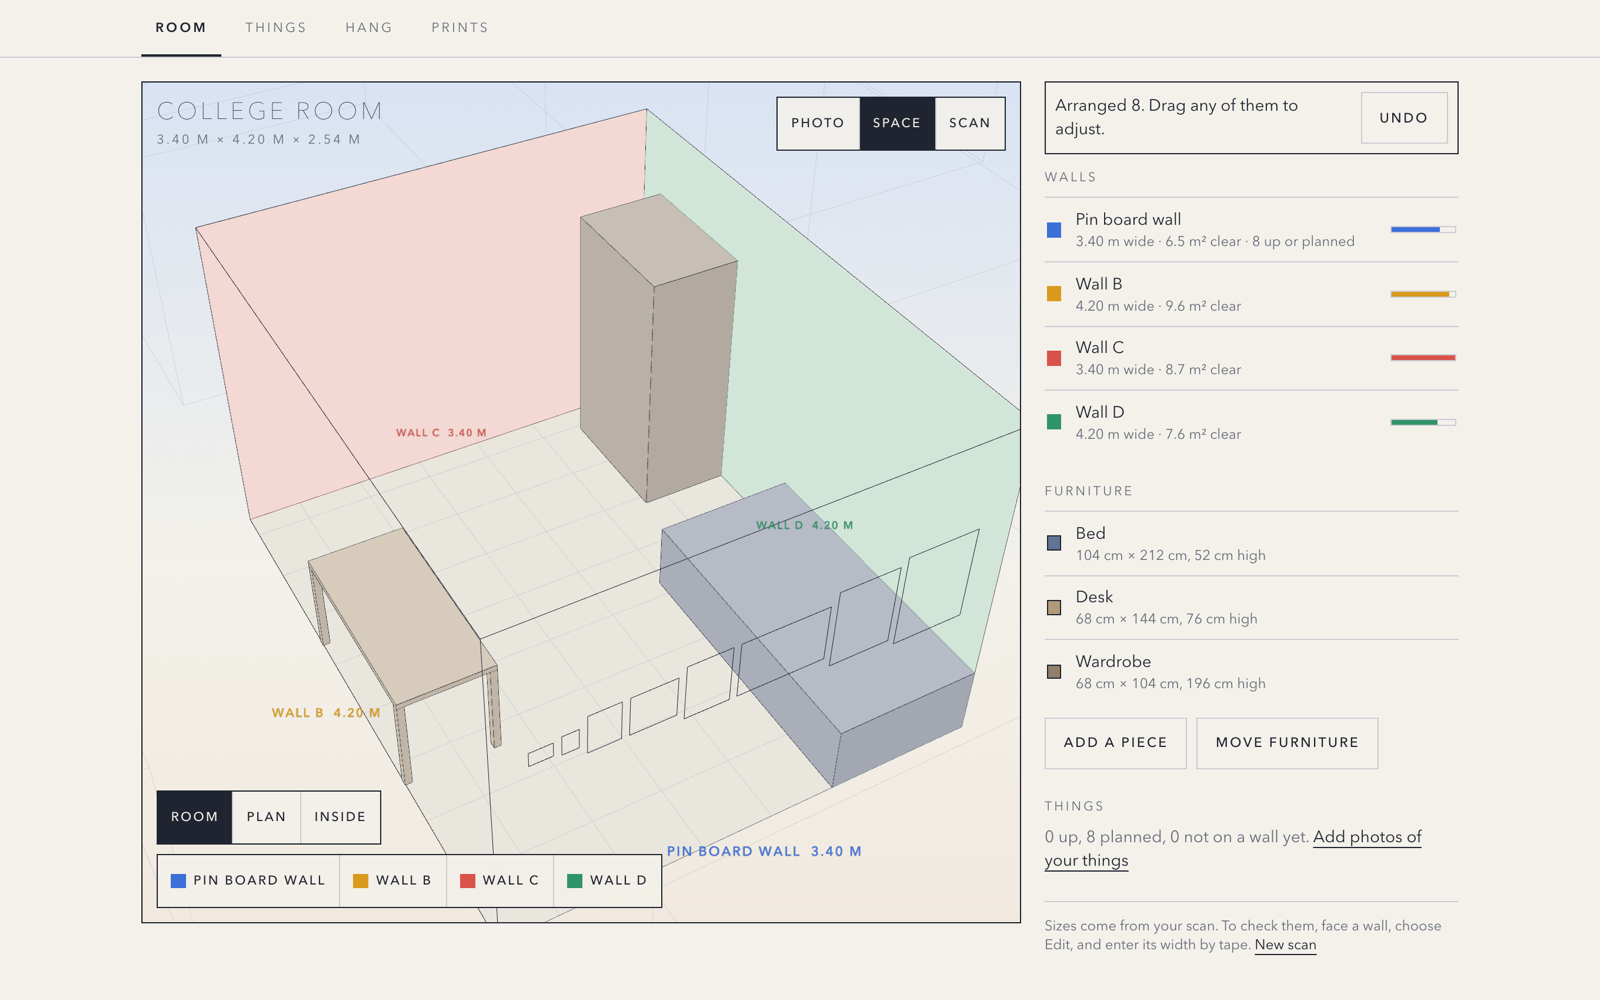 ROOM THINGS HANG PRINTS
COLLEGE ROOM
3.40 M × 4.20 M × 2.54 M
PHOTO SPACE SCAN
WALL C 3.40 M
WALL D 4.20 M
WALL B 4.20 M
PIN BOARD WALL 3.40 M
ROOM PLAN INSIDE
PIN BOARD WALL WALL B WALL C WALL D
Arranged 8. Drag any of them to
adjust.
UNDO
WALLS
Pin board wall
3.40 m wide · 6.5 m² clear · 8 up or planned
Wall B
4.20 m wide · 9.6 m² clear
Wall C
3.40 m wide · 8.7 m² clear
Wall D
4.20 m wide · 7.6 m² clear
FURNITURE
Bed
104 cm × 212 cm, 52 cm high
Desk
68 cm × 144 cm, 76 cm high
Wardrobe
68 cm × 104 cm, 196 cm high
ADD A PIECE MOVE FURNITURE
THINGS
0 up, 8 planned, 0 not on a wall yet. Add photos of
your things
Sizes come from your scan. To check them, face a wall, choose
Edit, and enter its width by tape. New scan